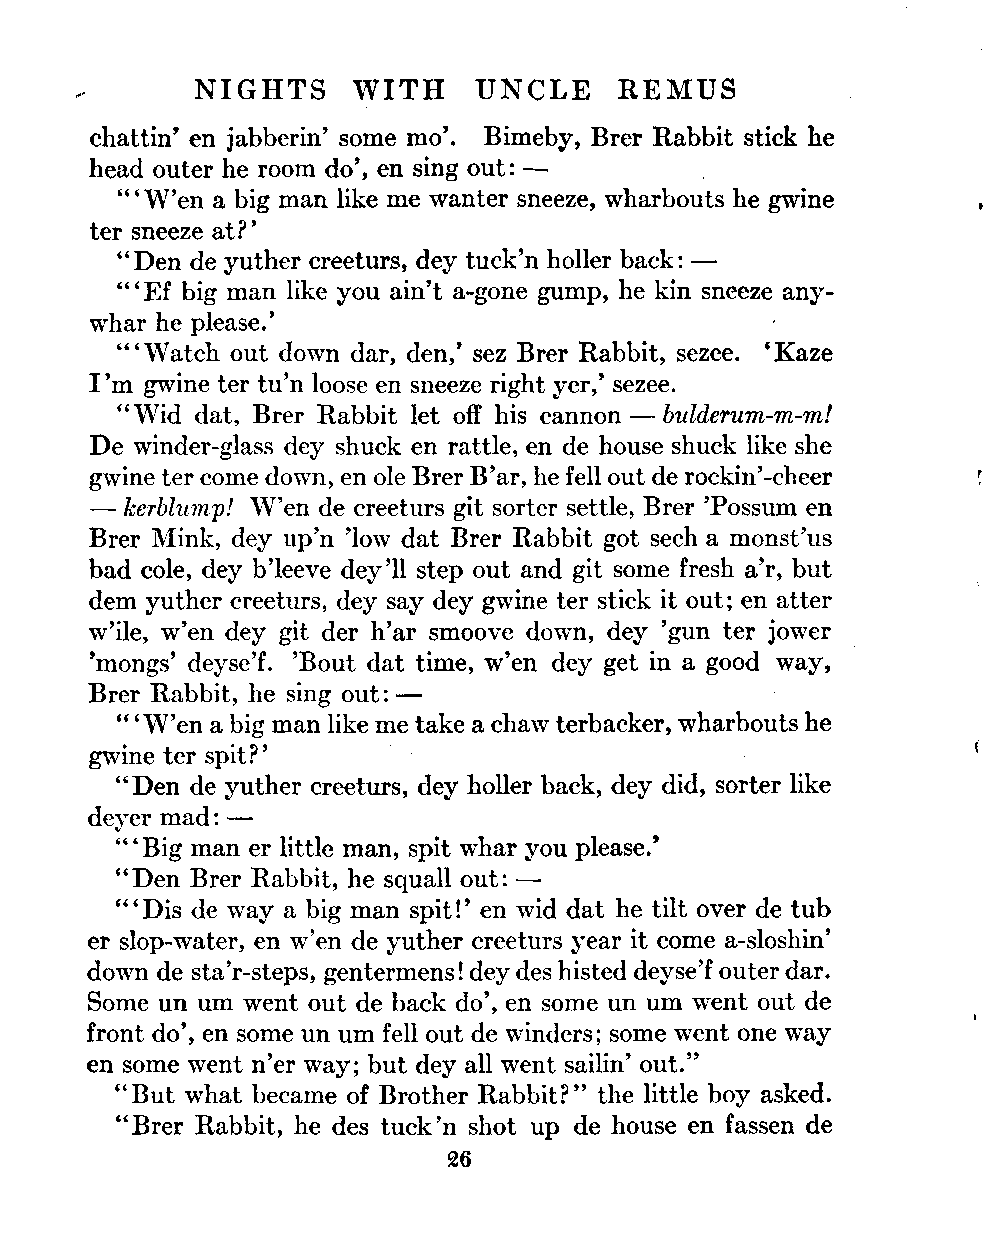 NIGHTS WITH UNCLE REMUS
chattin' en jabberin' some mo'. Bimeby, Brer Rabbit stick he
head outer he room do', en sing out: —
"'W'en a big man like me wanter sneeze, wharbouts he gwine
ter sneeze at?'
"Den de yuther creeturs, dey tuck'n holler back: —
"'Ef big man like you ain't a-gone gump, he kin sneeze any-
whar he please.'
"'Watch out down dar, den,' sez Brer Rabbit, sezee. 'Kaze
I'm gwine ter tu'n loose en sneeze right yer,' sezee.
"Wid dat, Brer Rabbit let off his cannon — bulderum-m-m!
De winder-glass dey shuck en rattle, en de house shuck like she
gwine ter come down, en ole Brer B'ar, he fell out de rockin'-cheer
— kerblump! W'en de creeturs git sorter settle, Brer 'Possum en
Brer Mink, dey up'n 'low dat Brer Rabbit got sech a monst'us
bad cole, dey b'leeve dey'll step out and git some fresh a'r, but
dem yuther creeturs, dey say dey gwine ter stick it out; en atter
w'ile, w'en dey git der h'ar smoove down, dey 'gun ter jower
'mongs' deyse'f. 'Bout dat time, w'en dey get in a good way,
Brer Rabbit, he sing out: —
"'W'en a big man like me take a chaw terbacker, wharbouts he
gwine ter spit?'
"Den de yuther creeturs, dey holler back, dey did, sorter like
deyer mad: —
"'Big man er little man, spit whar you please.'
"Den Brer Rabbit, he squall out: —
"'Dis de way a big man spit!' en wid dat he tilt over de tub
er slop-water, en w'en de yuther creeturs year it come a-sloshin'
down de sta'r-steps, gentermens! dey des histed deyse'f outer dar.
Some un um went out de back do', en some un um went out de
front do', en some un um fell out de winders; some went one way
en some went n'er way; but dey all went sailin' out."
"But what became of Brother Rabbit?" the little boy asked.
"Brer Rabbit, he des tuck'n shot up de house en fassen de
26